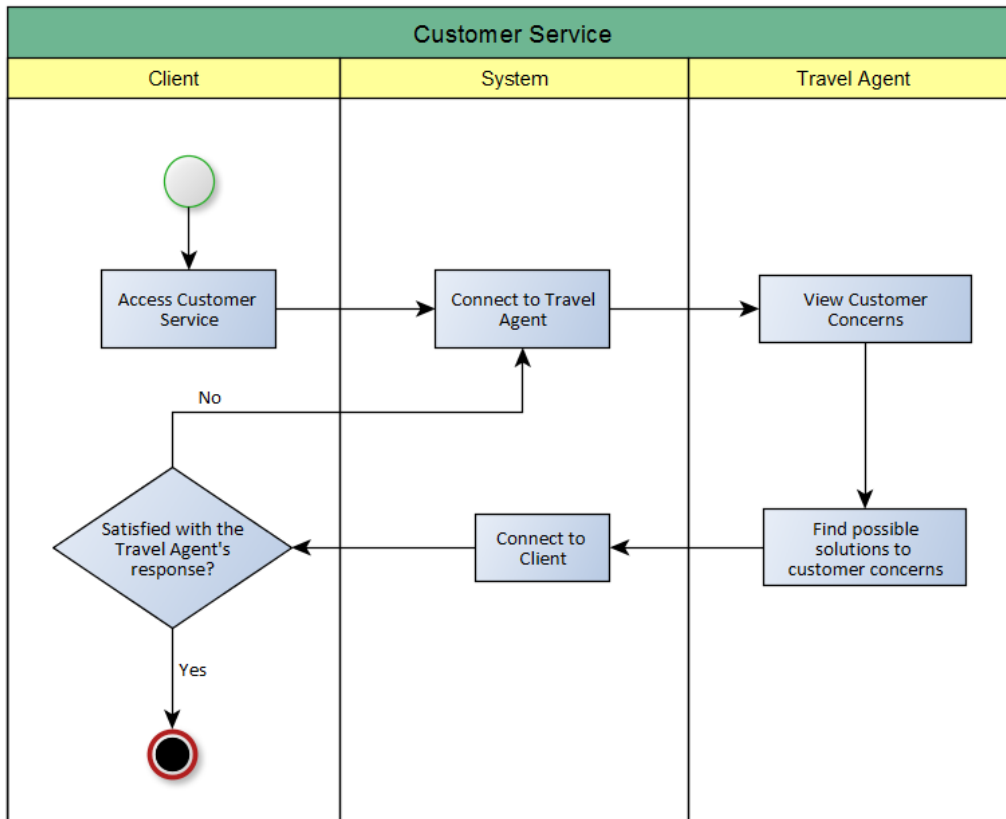 Customer Service
Client
System
Travel Agent
Access Customer
Service
Connect to Travel
Agent
View Customer
Concerns
No
Satisfied with the
Travel Agent's
response?
Connect to
Client
Find possible
solutions to
customer concerns
Yes